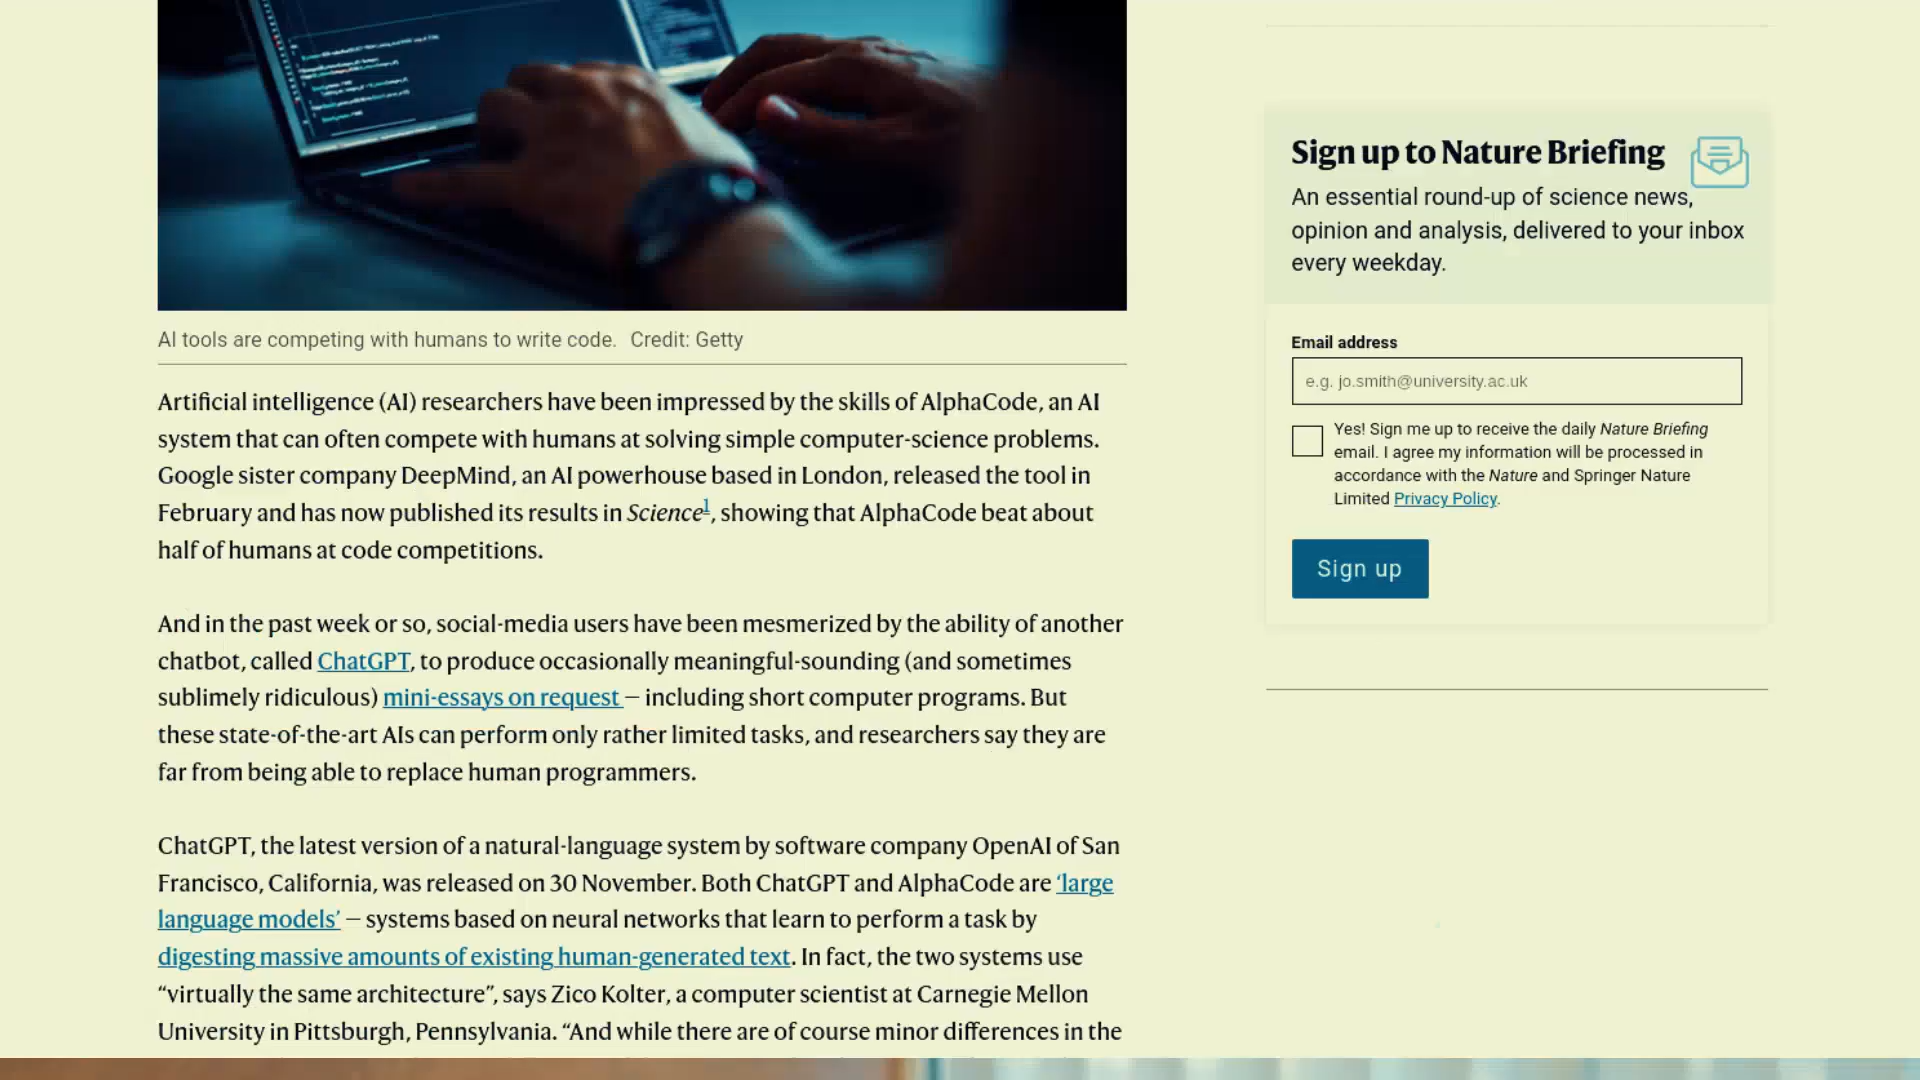 AI tools are competing with humans to write code. Credit: Getty
Artificial intelligence (AI) researchers have been impressed by the skills of AlphaCode, an AI
system that can often compete with humans at solving simple computer-science problems.
Google sister company DeepMind, an AI powerhouse based in London, released the tool in
February and has now published its results in Science1, showing that AlphaCode beat about
half of humans at code competitions.
And in the past week or so, social-media users have been mesmerized by the ability of another
chatbot, called ChatGPT, to produce occasionally meaningful-sounding (and sometimes
sublimely ridiculous) mini-essays on request — including short computer programs. But
these state-of-the-art AIs can perform only rather limited tasks, and researchers say they are
far from being able to replace human programmers.
ChatGPT, the latest version of a natural-language system by software company OpenAI of San
Francisco, California, was released on 30 November. Both ChatGPT and AlphaCode are ‘large
language models’ — systems based on neural networks that learn to perform a task by
digesting massive amounts of existing human-generated text. In fact, the two systems use
“virtually the same architecture”, says Zico Kolter, a computer scientist at Carnegie Mellon
University in Pittsburgh, Pennsylvania. “And while there are of course minor differences in the
Sign up to Nature Briefing
An essential round-up of science news,
opinion and analysis, delivered to your inbox
every weekday.
Email address
e.g. jo.smith@university.ac.uk
Yes! Sign me up to receive the daily Nature Briefing
email. I agree my information will be processed in
accordance with the Nature and Springer Nature
Limited Privacy Policy.
Sign up